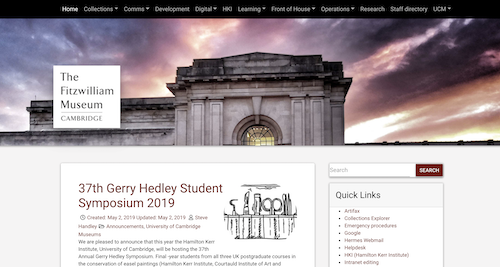 Home Collections Comms Development Digital HKI Learning Front of House Operations Research Staff directory UCM
The
Fitzwilliam
Museum
CAMBRIDGE
37th Gerry Hedley Student
Symposium 2019
Created: May 2, 2019 Updated: May 2, 2019 Steve
Handley Announcements, University of Cambridge
Museums
We are pleased to announce that this year the Hamilton Kerr
Institute, University of Cambridge, will be hosting the 37th
Annual Gerry Hedley Symposium. Final -year students from all three UK postgraduate courses in
the conservation of easel paintings (Hamilton Kerr Institute, Courtauld Institute of Art and
Search
SEARCH
Quick Links
Artifax
Collections Explorer
Emergency procedures
Google
Hermes Webmail
Helpdesk
HKI (Hamilton Kerr Institute)
Intranet editing